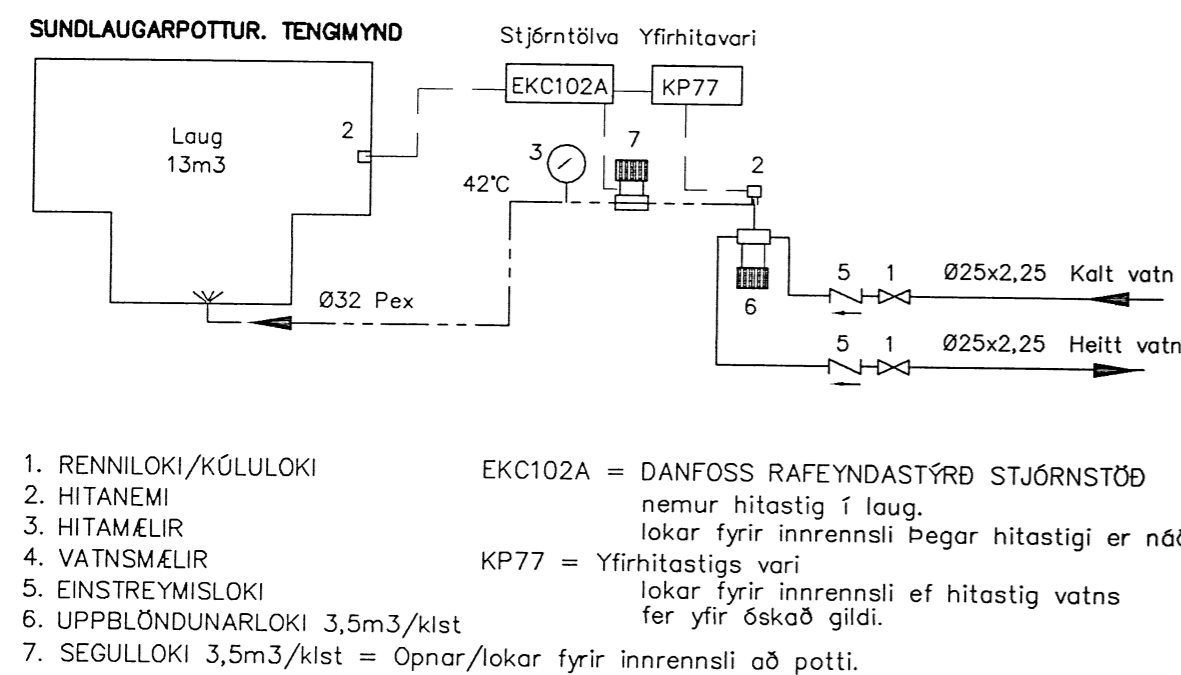 SUNDLAUGARPOTTUR. TENGIMYND
Stjórntölva Yfirhitavari
EKC102A KP77
Laug
13m3
2
3
7
2
42°C
Ø32 Pex
6
5 1 Ø25x2,25 Kalt vatn
5 1 Ø25x2,25 Heitt vatn
1. RENNILOKI/KÚLULOKI
2. HITANEMI
3. HITAMÆLIR
4. VATNSMÆLIR
5. EINSTREYMISLOKI
6. UPPBLÖNDUNARLOKI 3,5m3/klst
7. SEGULLOKI 3,5m3/klst = Opnar/lokar fyrir innrennsli að potti.
EKC102A = DANFOSS RAFEYNDASTÝRÐ STJÓRNSTÖÐ
nemur hitastig í laug.
lokar fyrir innrennsli Þegar hitastigi er náð
KP77 = Yfirhitastigs vari
lokar fyrir innrennsli ef hitastig vatns
fer yfir óskað gildi.